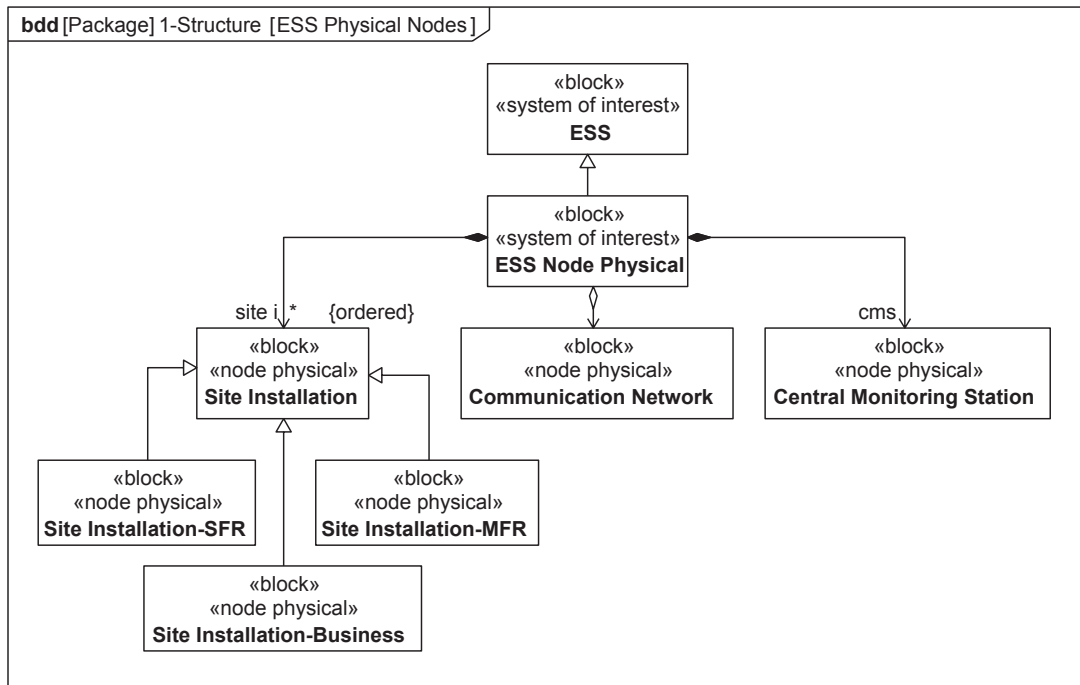 bdd [Package] 1-Structure [ESS Physical Nodes]
«block»
«system of interest»
ESS
«block»
«system of interest»
ESS Node Physical
site i *
{ordered}
cms
«block»
«node physical»
Site Installation
«block»
«node physical»
Communication Network
«block»
«node physical»
Central Monitoring Station
«block»
«node physical»
Site Installation-SFR
«block»
«node physical»
Site Installation-MFR
«block»
«node physical»
Site Installation-Business